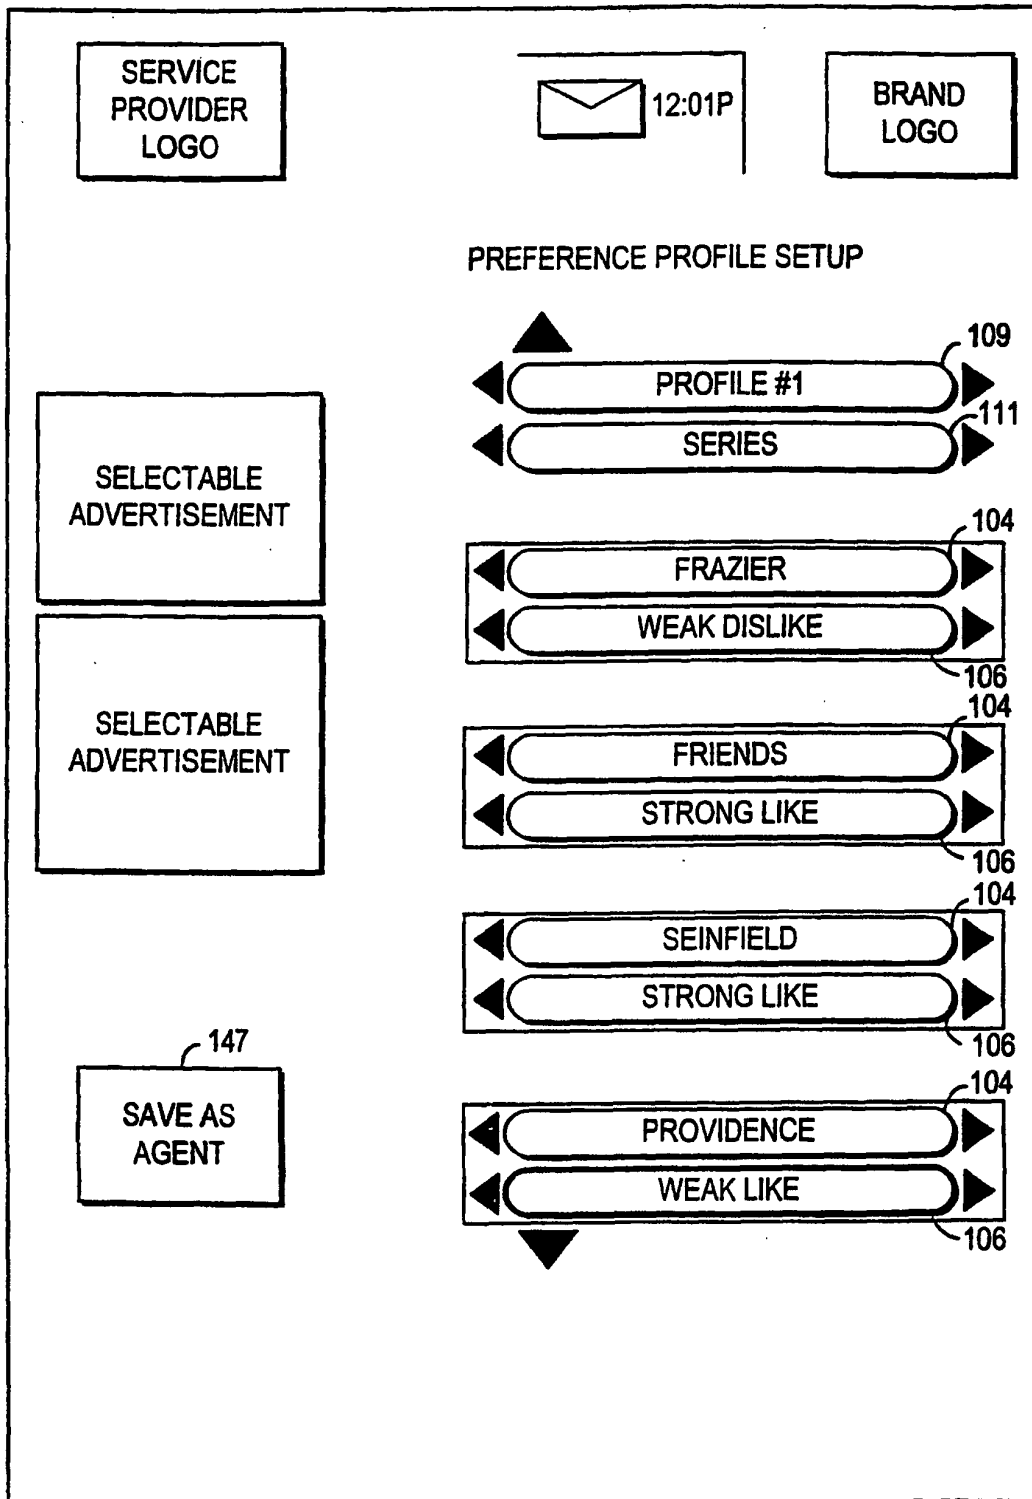 SERVICE
PROVIDER
LOGO
12:01P
BRAND
LOGO
PREFERENCE PROFILE SETUP
109
PROFILE #1
111
SERIES
SELECTABLE
ADVERTISEMENT
104
FRAZIER
WEAK DISLIKE
106
SELECTABLE
ADVERTISEMENT
104
FRIENDS
STRONG LIKE
106
104
SEINFIELD
STRONG LIKE
106
147
SAVE AS
AGENT
104
PROVIDENCE
WEAK LIKE
106